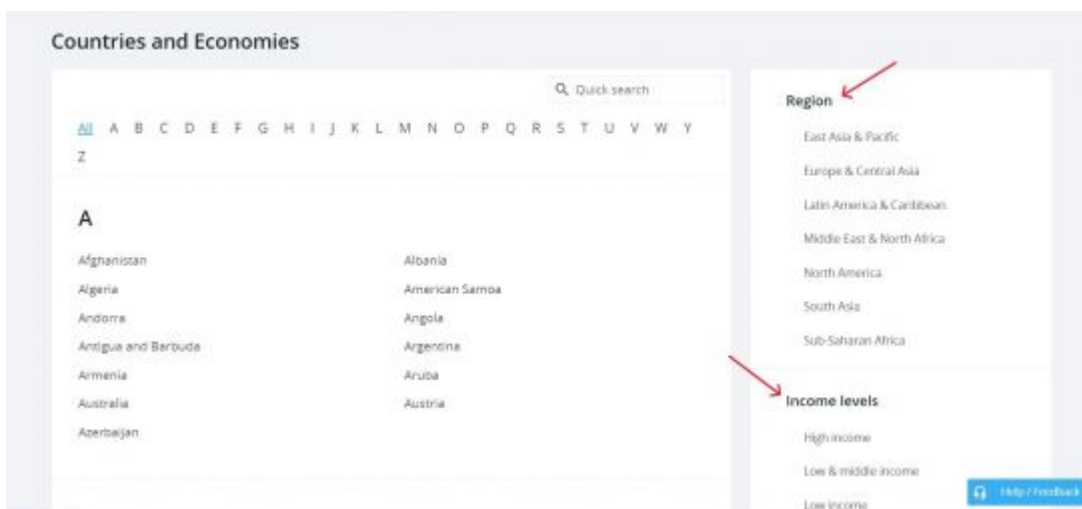 Countries and Economies
Quick search
All A B C D E F G H I J K L M N O P Q R S T U V W Y
Z
A
Afghanistan Albania
Algeria American Samoa
Andorra Angola
Antigua and Barbuda Argentina
Armenia Aruba
Australia Austria
Azerbaijan
Region
East Asia & Pacific
Europe & Central Asia
Latin America & Caribbean
Middle East & North Africa
North America
South Asia
Sub-Saharan Africa
Income levels
High income
Low & middle income
Low income
Help / Feedback